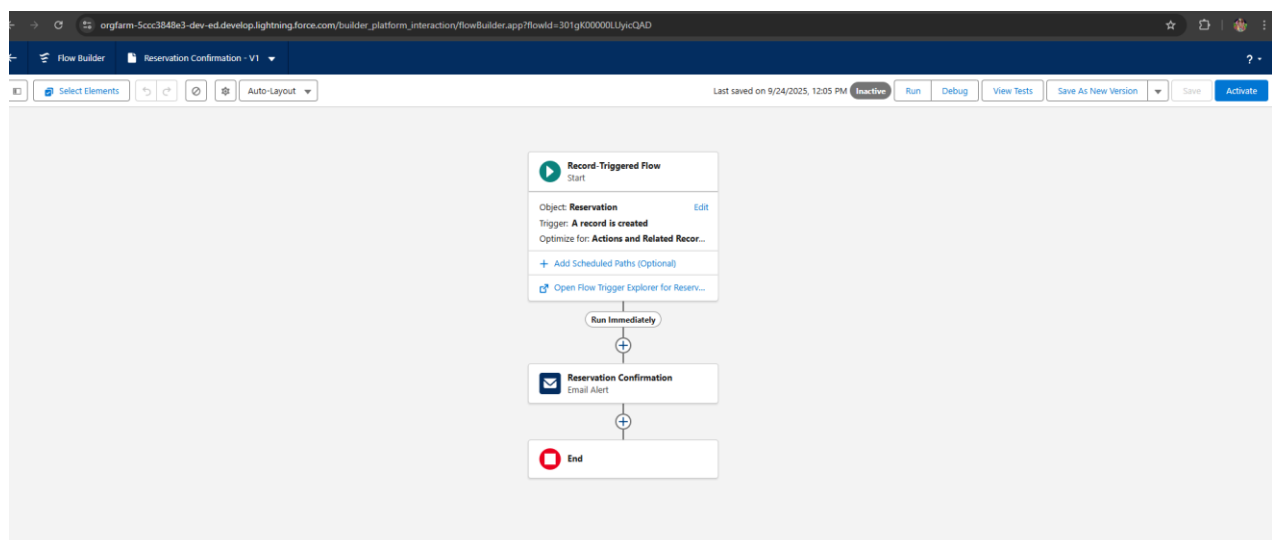 orgfarm-5ccc3848e3-dev-ed.develop.lightning.force.com/builder_platform_interaction/flowBuilder.app?flowId=301gK00000LUyicQAD
Flow Builder Reservation Confirmation - V1 ?
Select Elements Auto-Layout Last saved on 9/24/2025, 12:05 PM Inactive Run Debug View Tests Save As New Version Save Activate
Record-Triggered Flow
Start
Object: Reservation Edit
Trigger: A record is created
Optimize for: Actions and Related Recor...
+ Add Scheduled Paths (Optional)
Open Flow Trigger Explorer for Reserv...
Run Immediately
Reservation Confirmation
Email Alert
End